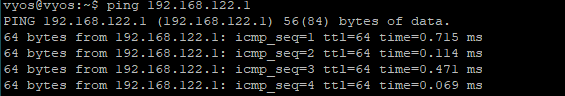 vyos@vyos:~$ ping 192.168.122.1
PING 192.168.122.1 (192.168.122.1) 56(84) bytes of data.
64 bytes from 192.168.122.1: icmp_seq=1 ttl=64 time=0.715 ms
64 bytes from 192.168.122.1: icmp_seq=2 ttl=64 time=0.114 ms
64 bytes from 192.168.122.1: icmp_seq=3 ttl=64 time=0.471 ms
64 bytes from 192.168.122.1: icmp_seq=4 ttl=64 time=0.069 ms